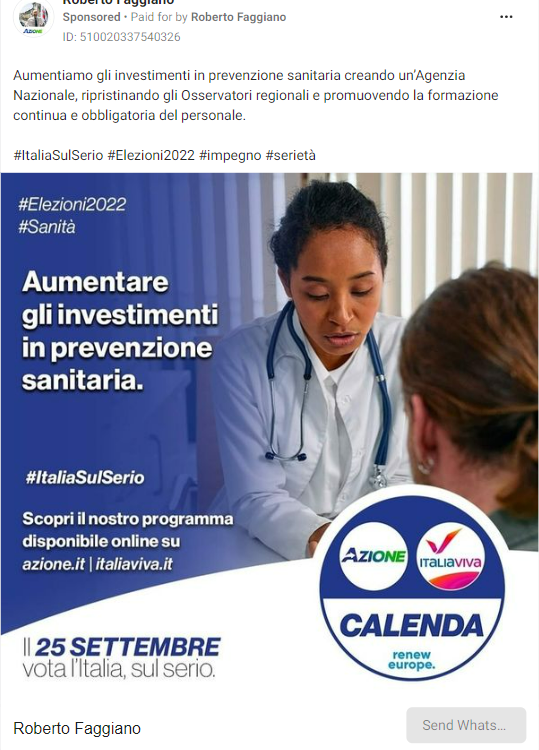 Roberto Faggiano
Sponsored • Paid for by Roberto Faggiano
ID: 510020337540326
AZIONE
Aumentiamo gli investimenti in prevenzione sanitaria creando un'Agenzia
Nazionale, ripristinando gli Osservatori regionali e promuovendo la formazione
continua e obbligatoria del personale.
#ItaliaSulSerio #Elezioni2022 #impegno #serietà
#Elezioni2022
#Sanità
Aumentare
gli investimenti
in prevenzione
sanitaria.
#ItaliaSulSerio
Scopri il nostro programma
disponibile online su
azione.it | italiaviva.it
AZIONE
ITALIAVIVA
CALENDA
renew
europe.
Il 25 SETTEMBRE
vota l'Italia, sul serio.
Roberto Faggiano
Send Whats...